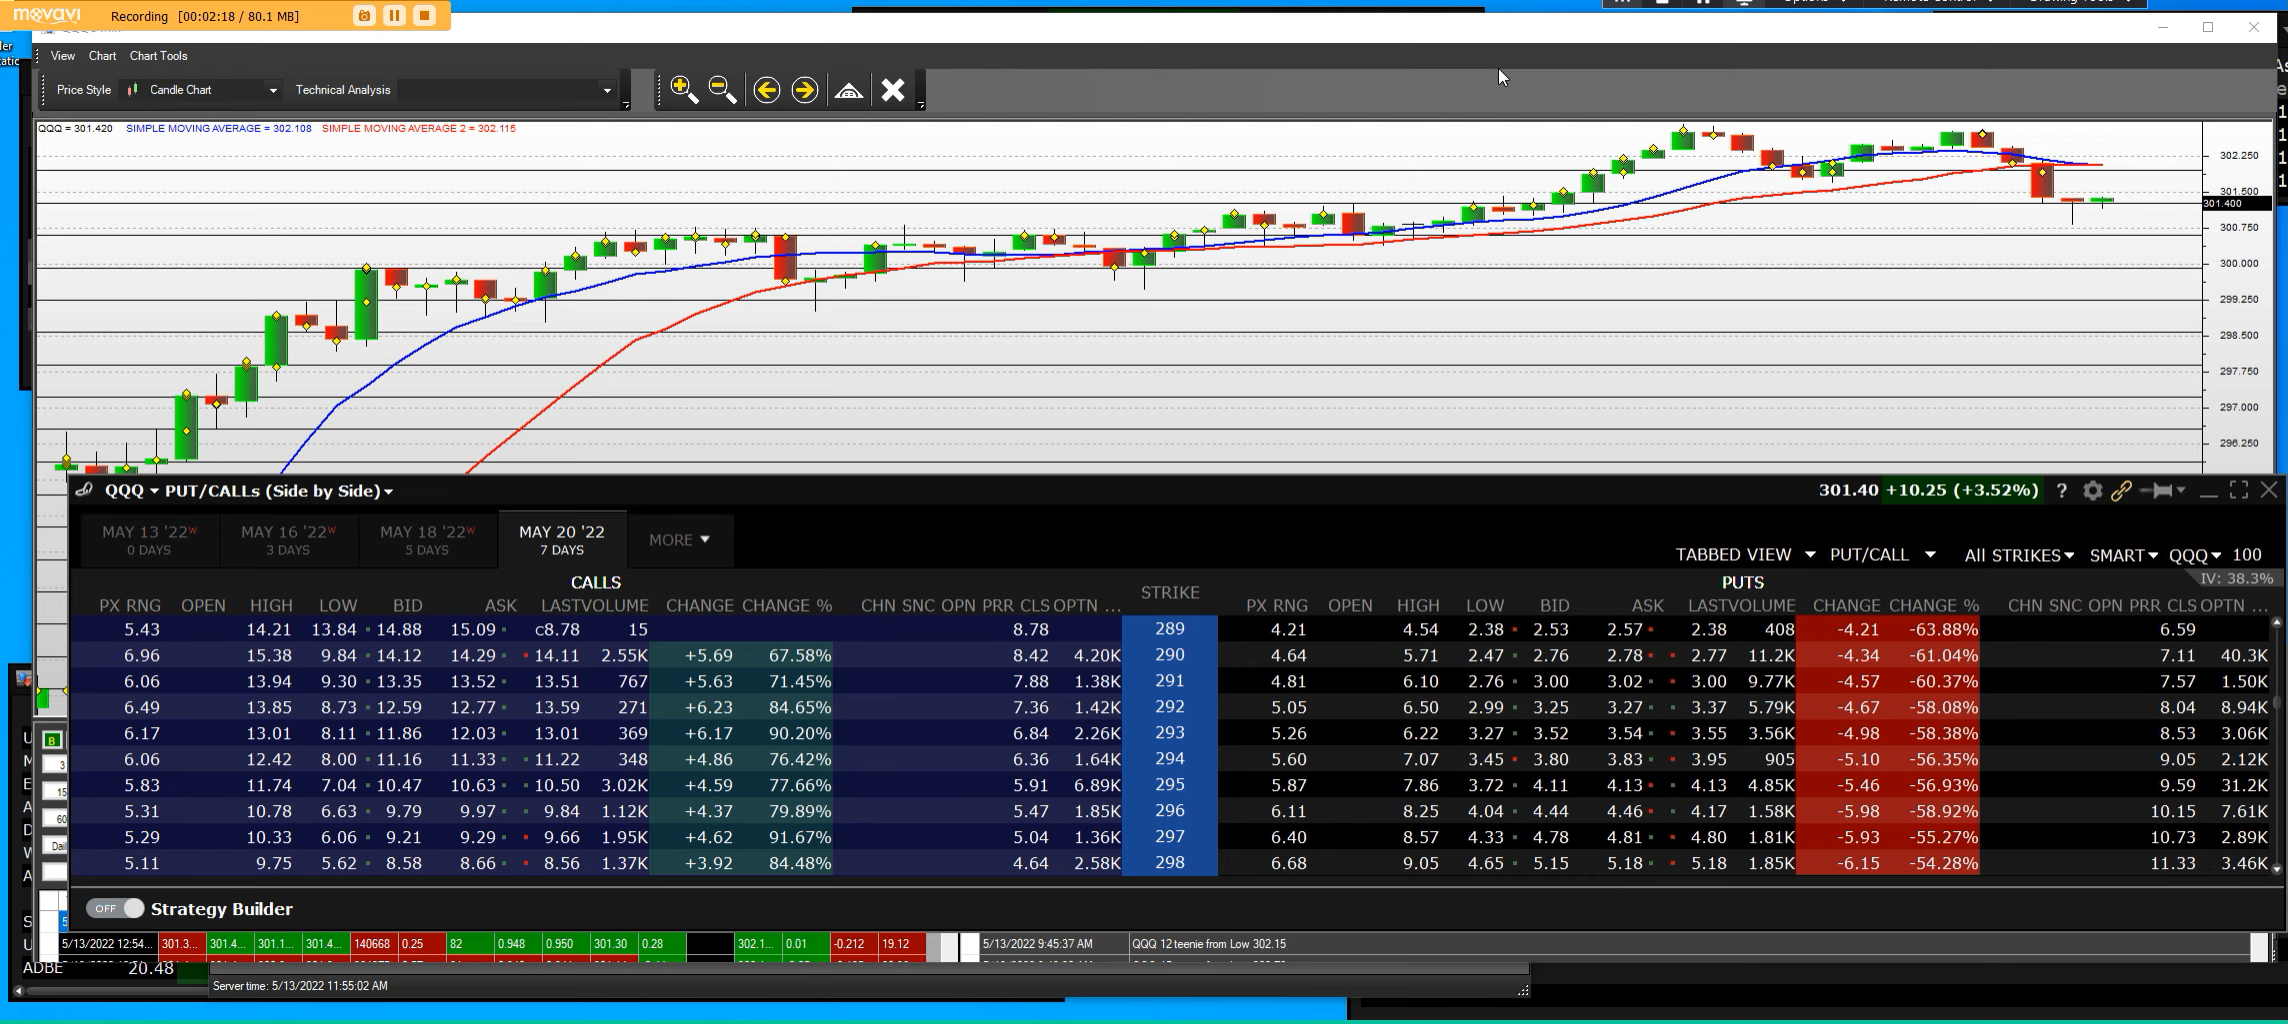 movavi Recording [00:02:18 / 80.1 MB]
View Chart Chart Tools
Price Style Candle Chart Technical Analysis
QQQ = 301.420 SIMPLE MOVING AVERAGE = 302.108 SIMPLE MOVING AVERAGE 2 = 302.115
302.250
301.500
301.400
300.750
300.000
299.250
298.500
297.750
297.000
296.250
QQQ PUT/CALLs (Side by Side) 301.40 +10.25 (+3.52%) ?
MAY 13 '22W MAY 16 '22W MAY 18 '22W MAY 20 '22 MORE
0 DAYS 3 DAYS 5 DAYS 7 DAYS
TABBED VIEW PUT/CALL All STRIKES SMART QQQ 100
IV: 38.3%
CALLS STRIKE PUTS
PX RNG OPEN HIGH LOW BID ASK LASTVOLUME CHANGE CHANGE % CHN SNC OPN PRR CLS OPTN ... PX RNG OPEN HIGH LOW BID ASK LASTVOLUME CHANGE CHANGE % CHN SNC OPN PRR CLS OPTN ...
5.43 14.21 13.84 14.88 15.09 c8.78 15 8.78 289 4.21 4.54 2.38 2.53 2.57 2.38 408 -4.21 -63.88% 6.59
6.96 15.38 9.84 14.12 14.29 14.11 2.55K +5.69 67.58% 8.42 4.20K 290 4.64 5.71 2.47 2.76 2.78 2.77 11.2K -4.34 -61.04% 7.11 40.3K
6.06 13.94 9.30 13.35 13.52 13.51 767 +5.63 71.45% 7.88 1.38K 291 4.81 6.10 2.76 3.00 3.02 3.00 9.77K -4.57 -60.37% 7.57 1.50K
6.49 13.85 8.73 12.59 12.77 13.59 271 +6.23 84.65% 7.36 1.42K 292 5.05 6.50 2.99 3.25 3.27 3.37 5.79K -4.67 -58.08% 8.04 8.94K
6.17 13.01 8.11 11.86 12.03 13.01 369 +6.17 90.20% 6.84 2.26K 293 5.26 6.22 3.27 3.52 3.54 3.55 3.56K -4.98 -58.38% 8.53 3.06K
6.06 12.42 8.00 11.16 11.33 11.22 348 +4.86 76.42% 6.36 1.64K 294 5.60 7.07 3.45 3.80 3.83 3.95 905 -5.10 -56.35% 9.05 2.12K
5.83 11.74 7.04 10.47 10.63 10.50 3.02K +4.59 77.66% 5.91 6.89K 295 5.87 7.86 3.72 4.11 4.13 4.13 4.85K -5.46 -56.93% 9.59 31.2K
5.31 10.78 6.63 9.79 9.97 9.84 1.12K +4.37 79.89% 5.47 1.85K 296 6.11 8.25 4.04 4.44 4.46 4.17 1.58K -5.98 -58.92% 10.15 7.61K
5.29 10.33 6.06 9.21 9.29 9.66 1.95K +4.62 91.67% 5.04 1.36K 297 6.40 8.57 4.33 4.78 4.81 4.80 1.81K -5.93 -55.27% 10.73 2.89K
5.11 9.75 5.62 8.58 8.66 8.56 1.37K +3.92 84.48% 4.64 2.58K 298 6.68 9.05 4.65 5.15 5.18 5.18 1.85K -6.15 -54.28% 11.33 3.46K
OFF Strategy Builder
5/13/2022 12:54... 301.3... 301.4... 301.1... 301.4... 140668 0.25 82 0.948 0.950 301.30 0.28 302.1... 0.01 -0.212 19.12 5/13/2022 9:45:37 AM QQQ 12 teenie from Low 302.15
ADBE 20.48
Server time: 5/13/2022 11:55:02 AM